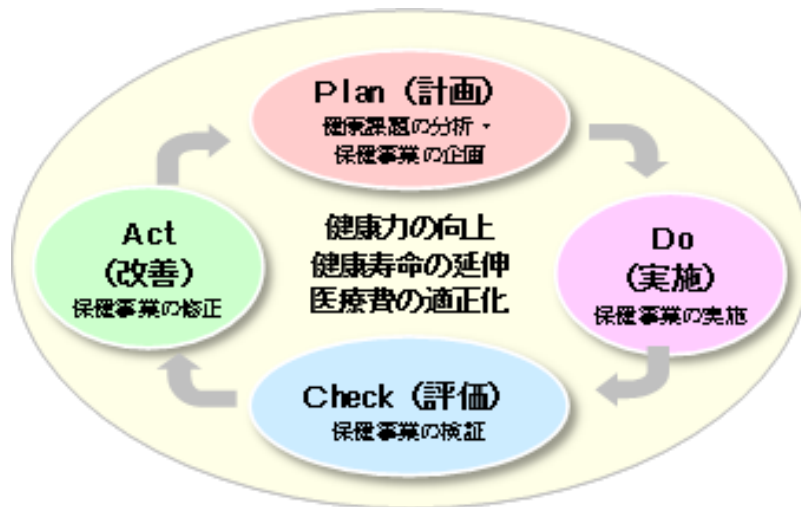 Plan (計画)
健康課題の分析・
保健事業の企画
Act
(改善)
保健事業の修正
健康力の向上
健康寿命の延伸
医療費の適正化
Do
(実施)
保健事業の実施
Check (評価)
保健事業の検証